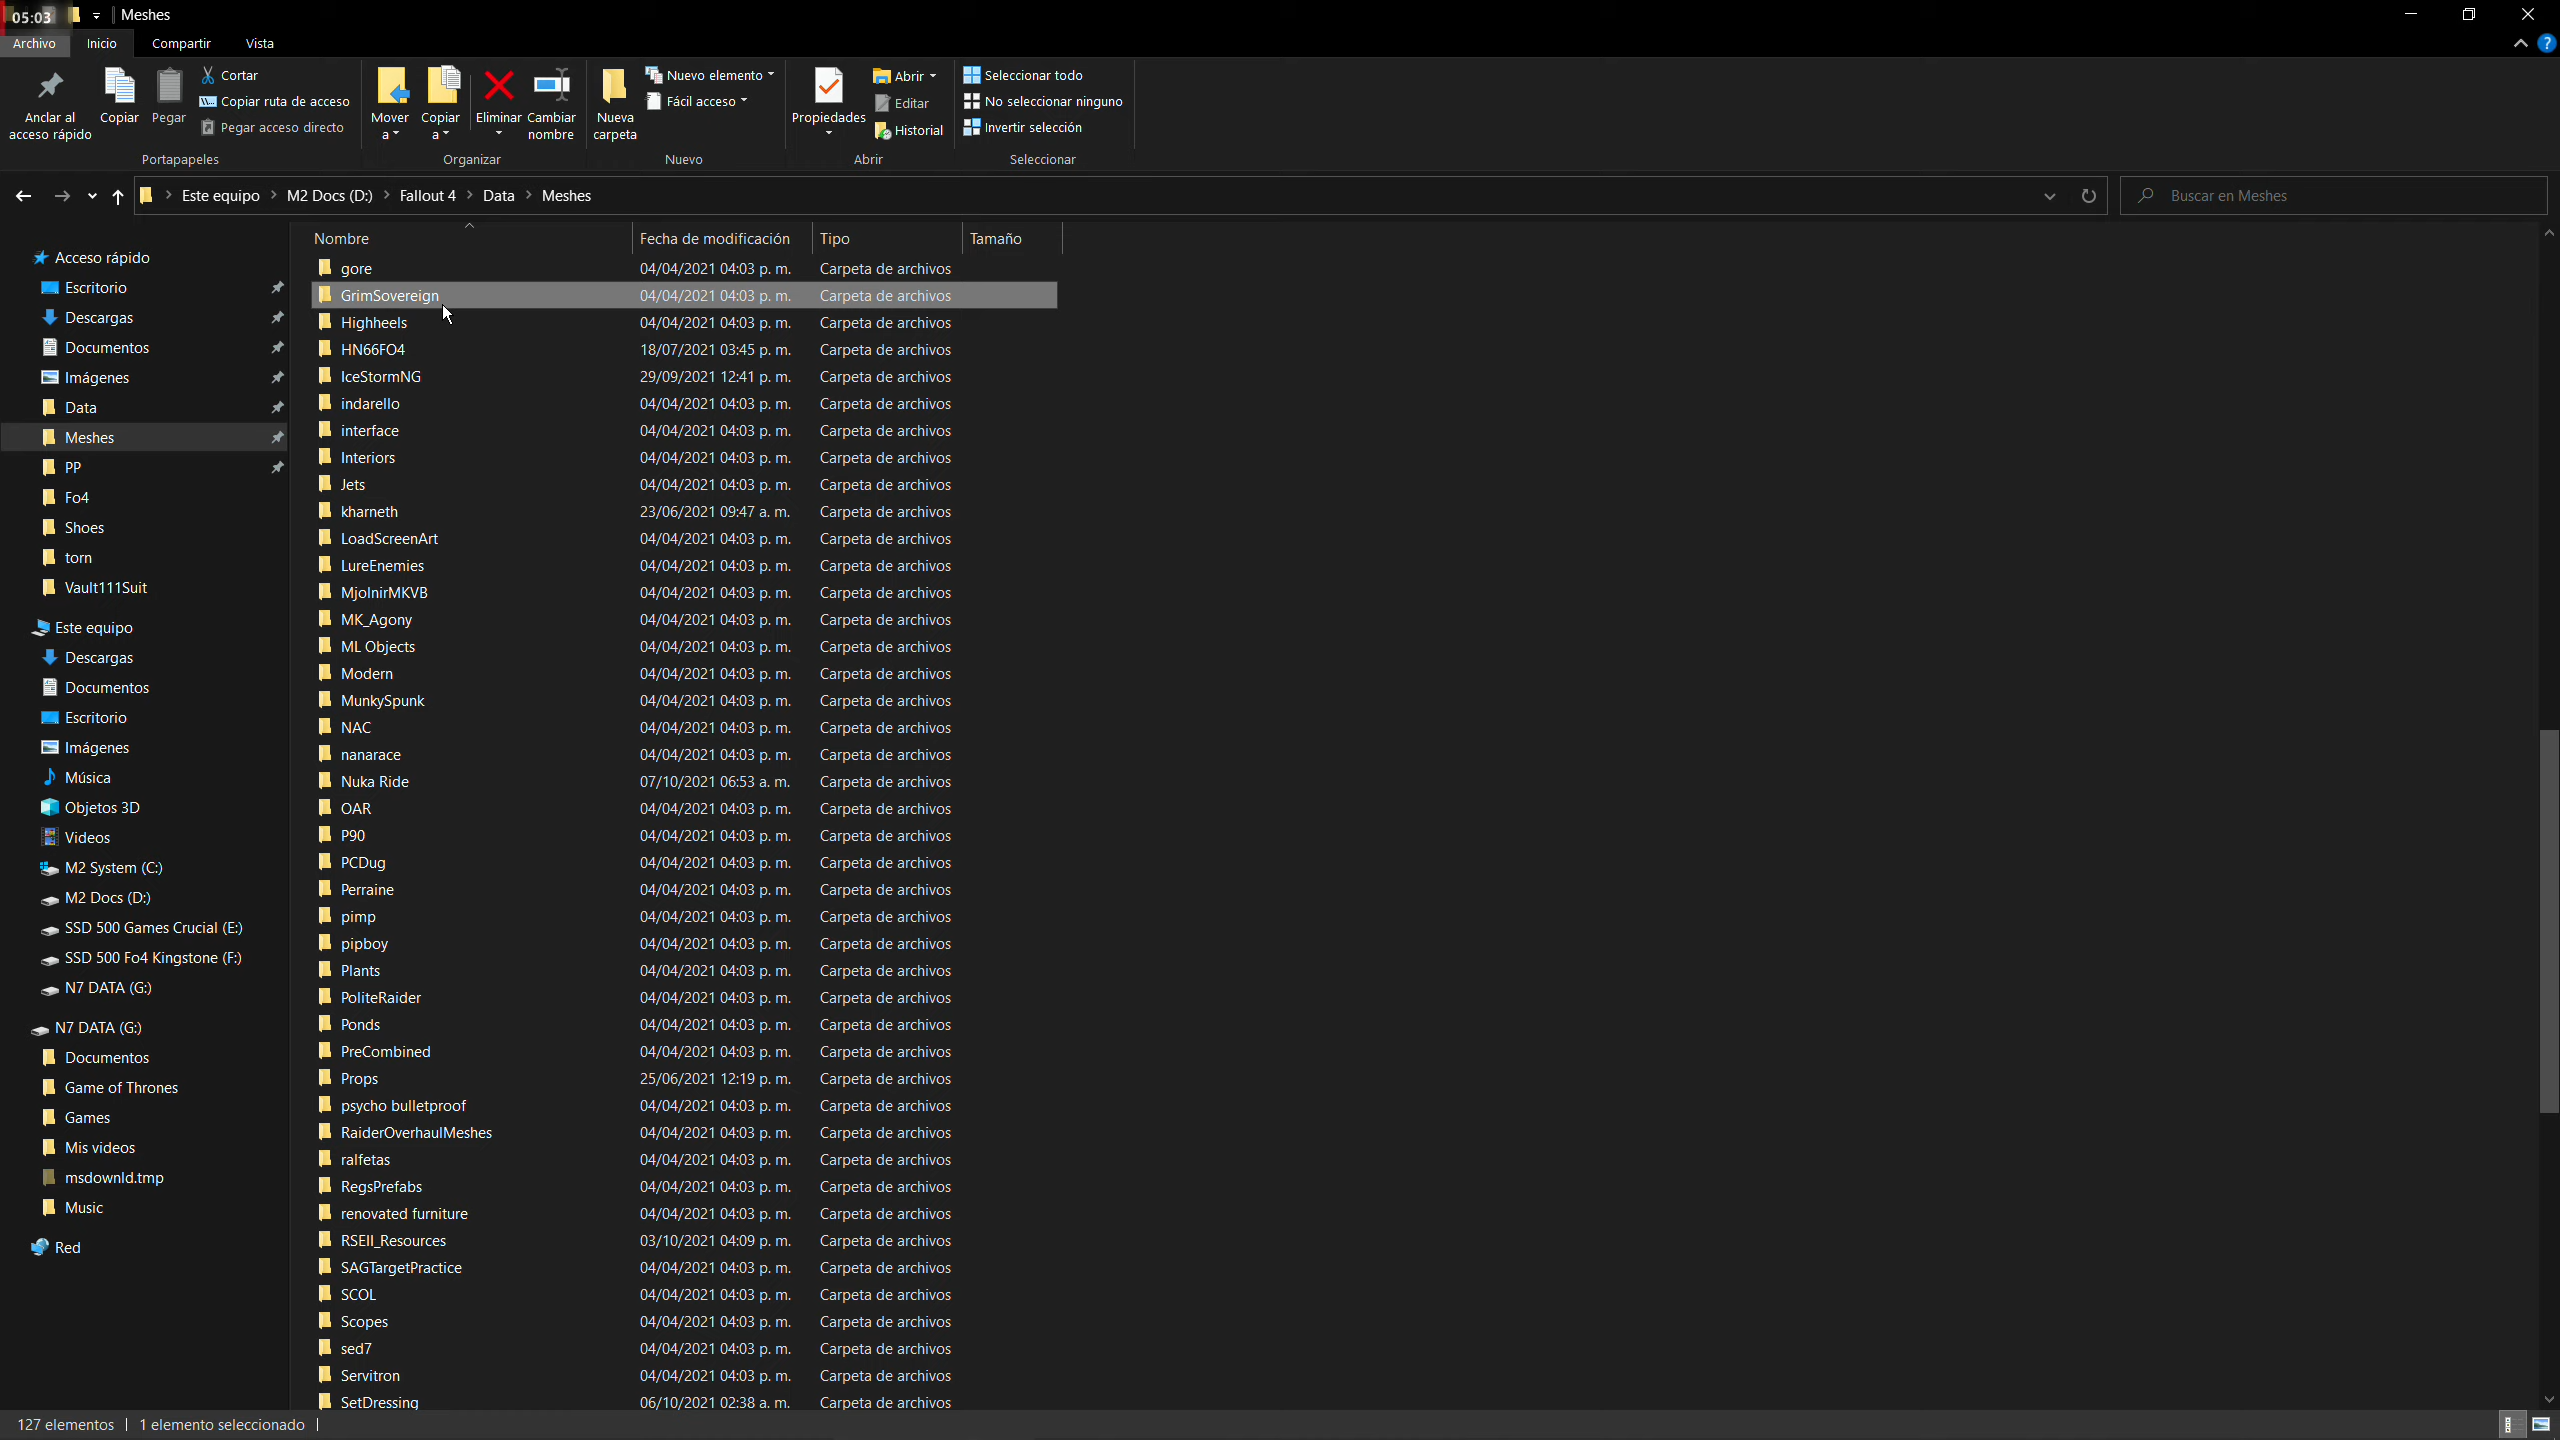 05:03
Meshes
Archivo Inicio Compartir Vista
Anclar al acceso rápido
Copiar
Pegar
Cortar
Copiar ruta de acceso
Pegar acceso directo
Mover a
Copiar a
Eliminar
Cambiar nombre
Nueva carpeta
Nuevo elemento
Fácil acceso
Propiedades
Abrir
Editar
Historial
Seleccionar todo
No seleccionar ninguno
Invertir selección
Portapapeles Organizar Nuevo Abrir Seleccionar
Este equipo > M2 Docs (D:) > Fallout 4 > Data > Meshes
Buscar en Meshes
Acceso rápido
Escritorio
Descargas
Documentos
Imágenes
Data
Meshes
PP
Fo4
Shoes
torn
Vault111Suit
Este equipo
Descargas
Documentos
Escritorio
Imágenes
Música
Objetos 3D
Videos
M2 System (C:)
M2 Docs (D:)
SSD 500 Games Crucial (E:)
SSD 500 Fo4 Kingstone (F:)
N7 DATA (G:)
N7 DATA (G:)
Documentos
Game of Thrones
Games
Mis videos
msdownld.tmp
Music
Red
Nombre Fecha de modificación Tipo Tamaño
gore 04/04/2021 04:03 p. m. Carpeta de archivos
GrimSovereign 04/04/2021 04:03 p. m. Carpeta de archivos
Highheels 04/04/2021 04:03 p. m. Carpeta de archivos
HN66FO4 18/07/2021 03:45 p. m. Carpeta de archivos
IceStormNG 29/09/2021 12:41 p. m. Carpeta de archivos
indarello 04/04/2021 04:03 p. m. Carpeta de archivos
interface 04/04/2021 04:03 p. m. Carpeta de archivos
Interiors 04/04/2021 04:03 p. m. Carpeta de archivos
Jets 04/04/2021 04:03 p. m. Carpeta de archivos
kharneth 23/06/2021 09:47 a. m. Carpeta de archivos
LoadScreenArt 04/04/2021 04:03 p. m. Carpeta de archivos
LureEnemies 04/04/2021 04:03 p. m. Carpeta de archivos
MjolnirMKVB 04/04/2021 04:03 p. m. Carpeta de archivos
MK_Agony 04/04/2021 04:03 p. m. Carpeta de archivos
ML Objects 04/04/2021 04:03 p. m. Carpeta de archivos
Modern 04/04/2021 04:03 p. m. Carpeta de archivos
MunkySpunk 04/04/2021 04:03 p. m. Carpeta de archivos
NAC 04/04/2021 04:03 p. m. Carpeta de archivos
nanarace 04/04/2021 04:03 p. m. Carpeta de archivos
Nuka Ride 07/10/2021 06:53 a. m. Carpeta de archivos
OAR 04/04/2021 04:03 p. m. Carpeta de archivos
P90 04/04/2021 04:03 p. m. Carpeta de archivos
PCDug 04/04/2021 04:03 p. m. Carpeta de archivos
Perraine 04/04/2021 04:03 p. m. Carpeta de archivos
pimp 04/04/2021 04:03 p. m. Carpeta de archivos
pipboy 04/04/2021 04:03 p. m. Carpeta de archivos
Plants 04/04/2021 04:03 p. m. Carpeta de archivos
PoliteRaider 04/04/2021 04:03 p. m. Carpeta de archivos
Ponds 04/04/2021 04:03 p. m. Carpeta de archivos
PreCombined 04/04/2021 04:03 p. m. Carpeta de archivos
Props 25/06/2021 12:19 p. m. Carpeta de archivos
psycho bulletproof 04/04/2021 04:03 p. m. Carpeta de archivos
RaiderOverhaulMeshes 04/04/2021 04:03 p. m. Carpeta de archivos
ralfetas 04/04/2021 04:03 p. m. Carpeta de archivos
RegsPrefabs 04/04/2021 04:03 p. m. Carpeta de archivos
renovated furniture 04/04/2021 04:03 p. m. Carpeta de archivos
RSEII_Resources 03/10/2021 04:09 p. m. Carpeta de archivos
SAGTargetPractice 04/04/2021 04:03 p. m. Carpeta de archivos
SCOL 04/04/2021 04:03 p. m. Carpeta de archivos
Scopes 04/04/2021 04:03 p. m. Carpeta de archivos
sed7 04/04/2021 04:03 p. m. Carpeta de archivos
Servitron 04/04/2021 04:03 p. m. Carpeta de archivos
SetDressing 06/10/2021 02:38 a. m. Carpeta de archivos
127 elementos 1 elemento seleccionado